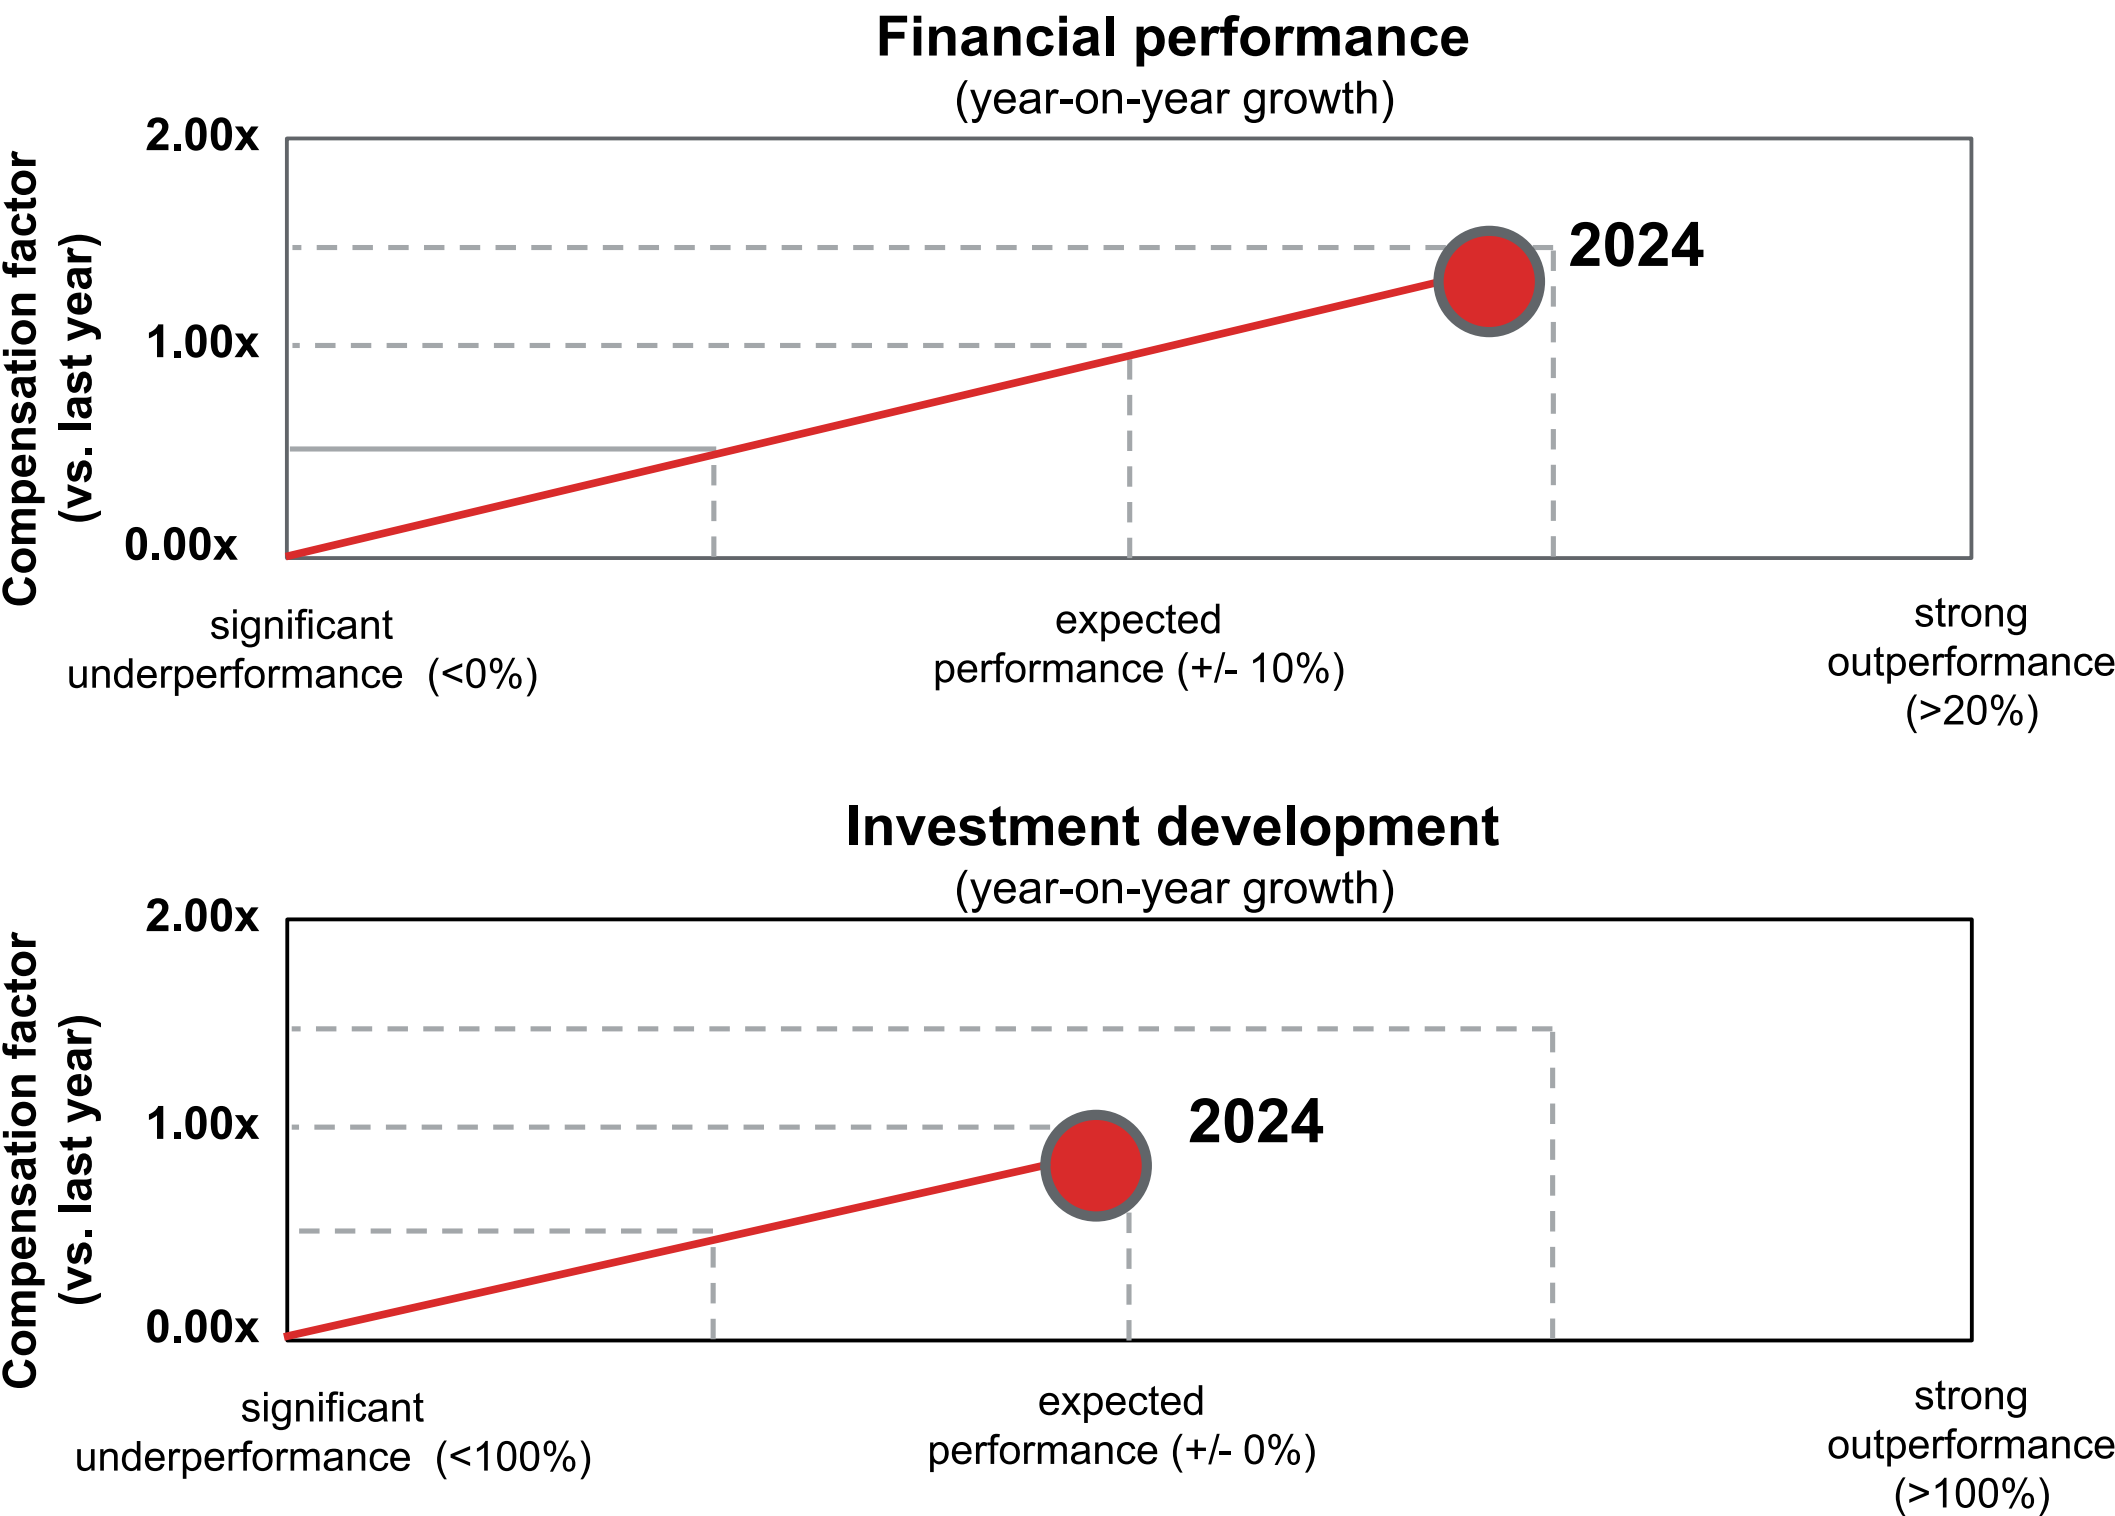 Financial performance
(year-on-year growth)
Compensation factor
(vs. last year)
2.00x
1.00x
0.00x
2024
significant
underperformance (<0%)
expected
performance (+/- 10%)
strong
outperformance
(>20%)
Investment development
(year-on-year growth)
Compensation factor
(vs. last year)
2.00x
1.00x
0.00x
2024
significant
underperformance (<100%)
expected
performance (+/- 0%)
strong
outperformance
(>100%)